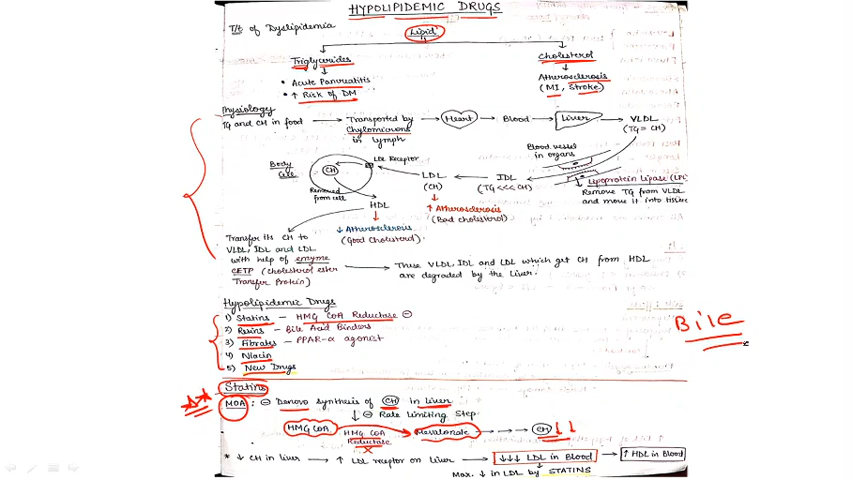 HYPOLIPIDEMIC DRUGS
T/t of Dyslipidemia
Lipid
Triglycerides
Cholesterol
• Acute Pancreatitis
• ↑ Risk of DM
Atherosclerosis
(MI, Stroke)
Physiology
TG and CH in food → Transported by Chylomicrons in Lymph → Heart → Blood → Liver → VLDL (TG = CH)
Blood vessel in organs
Lipoprotein Lipase (LPL)
Remove TG from VLDL and move it into tissue
IDL (TG <<< CH)
LDL (CH)
↑ Atherosclerosis
(Bad cholesterol)
LDL Receptor
Body Cell
CH
Removed from cell
HDL
↓ Atherosclerosis
(Good Cholesterol)
Transfer its CH to
VLDL, IDL and LDL
with help of enzyme
CETP (Cholesterol ester
Transfer Protein)
These VLDL, IDL and LDL which get CH from HDL
are degraded by the Liver.
Hypolipidemic Drugs
1) Statins - HMG CoA Reductase ⊖
2) Resins - Bile Acid Binders
3) Fibrates - PPAR-α agonist
4) Niacin
5) New Drugs
Bile
Statins
MOA : ⊖ Denovo synthesis of CH in Liver
↓ ⊖ Rate Limiting Step
HMG COA → Mevalonate → → → CH ↓ ↓
HMG COA
Reductase
X
* ↓ CH in liver → ↑ LDL receptor on Liver → ↓↓↓ LDL in Blood → ↑ HDL in Blood
Max. ↓ in LDL by STATINS